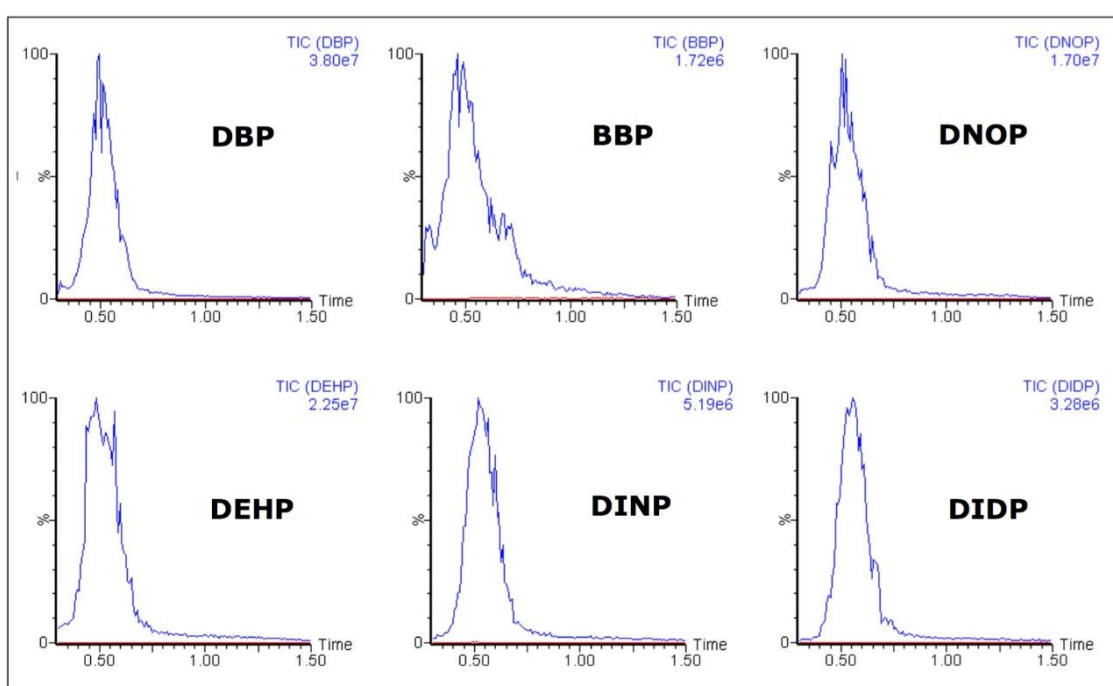 TIC (DBP)
3.80e7
100
%
0
DBP
0.50 1.00 1.50
Time
TIC (BBP)
1.72e6
100
%
0
BBP
0.50 1.00 1.50
Time
TIC (DNOP)
1.70e7
100
%
0
DNOP
0.50 1.00 1.50
Time
TIC (DEHP)
2.25e7
100
%
0
DEHP
0.50 1.00 1.50
Time
TIC (DINP)
5.19e6
100
%
0
DINP
0.50 1.00 1.50
Time
TIC (DIDP)
3.28e6
100
%
0
DIDP
0.50 1.00 1.50
Time